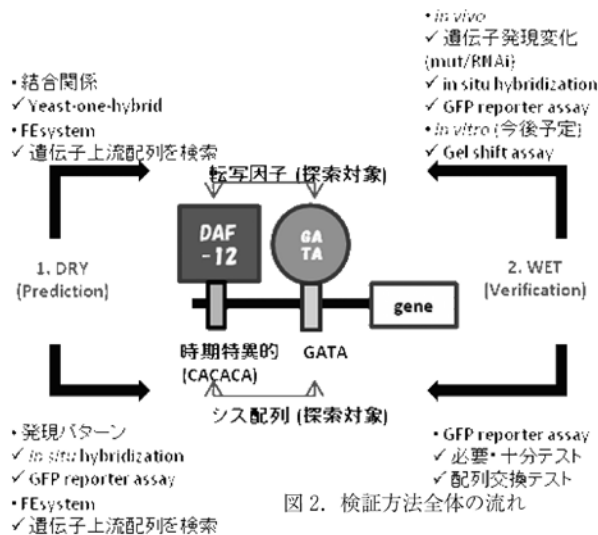 ・in vivo
✓ 遺伝子発現変化
(mut/RNAi)
✓ in situ hybridization
✓ GFP reporter assay
・in vitro (今後予定)
✓ Gel shift assay
・結合関係
✓ Yeast-one-hybrid
・FEsystem
✓ 遺伝子上流配列を検索
転写因子 (探索対象)
DAF
-12
GA
TA
1. DRY
(Prediction)
2. WET
(Verification)
gene
時期特異的
(CACACA)
GATA
シス配列 (探索対象)
・発現パターン
✓ in situ hybridization
✓ GFP reporter assay
・FEsystem
✓ 遺伝子上流配列を検索
・GFP reporter assay
✓ 必要・十分テスト
✓ 配列交換テスト
図 2. 検証方法全体の流れ